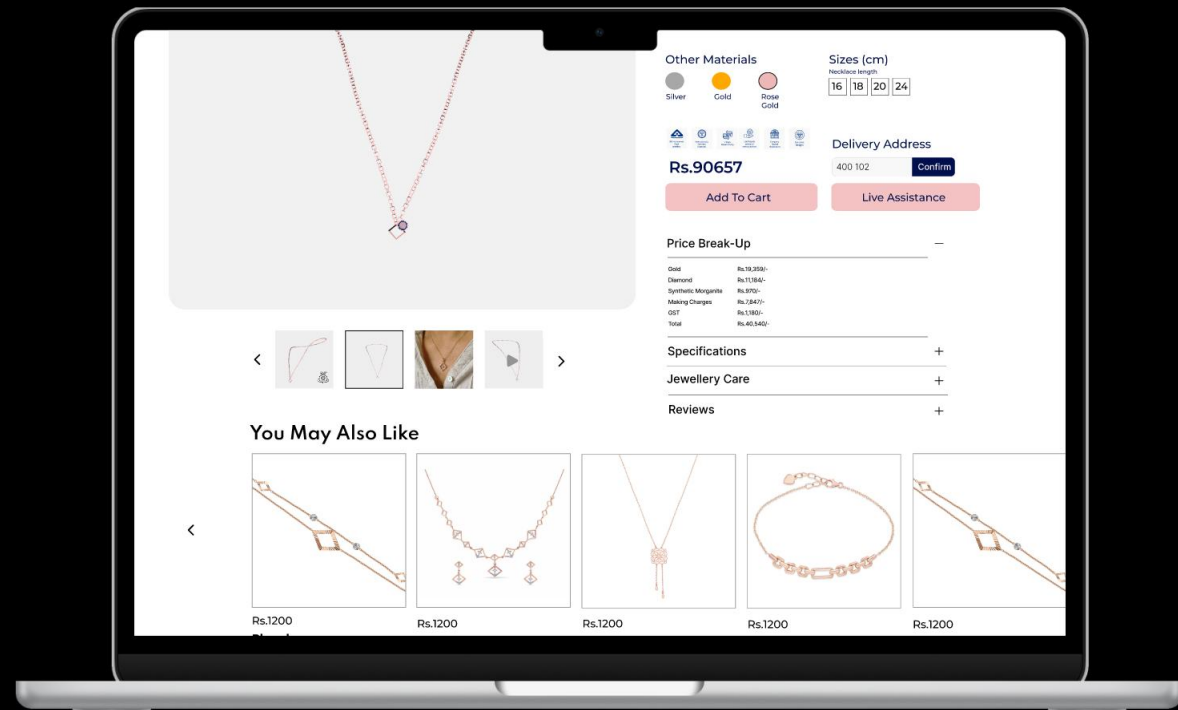 Other Materials
Silver
Gold
Rose
Gold
Sizes (cm)
Necklace length
16 18 20 24
Rs.90657
Delivery Address
400 102 Confirm
Add To Cart
Live Assistance
Price Break-Up
Gold Rs.19,359/-
Diamond Rs.11,184/-
Synthetic Morganite Rs.970/-
Making Charges Rs.7,847/-
GST Rs.1,180/-
Total Rs.40,540/-
Specifications
Jewellery Care
Reviews
You May Also Like
Rs.1200
Rs.1200
Rs.1200
Rs.1200
Rs.1200